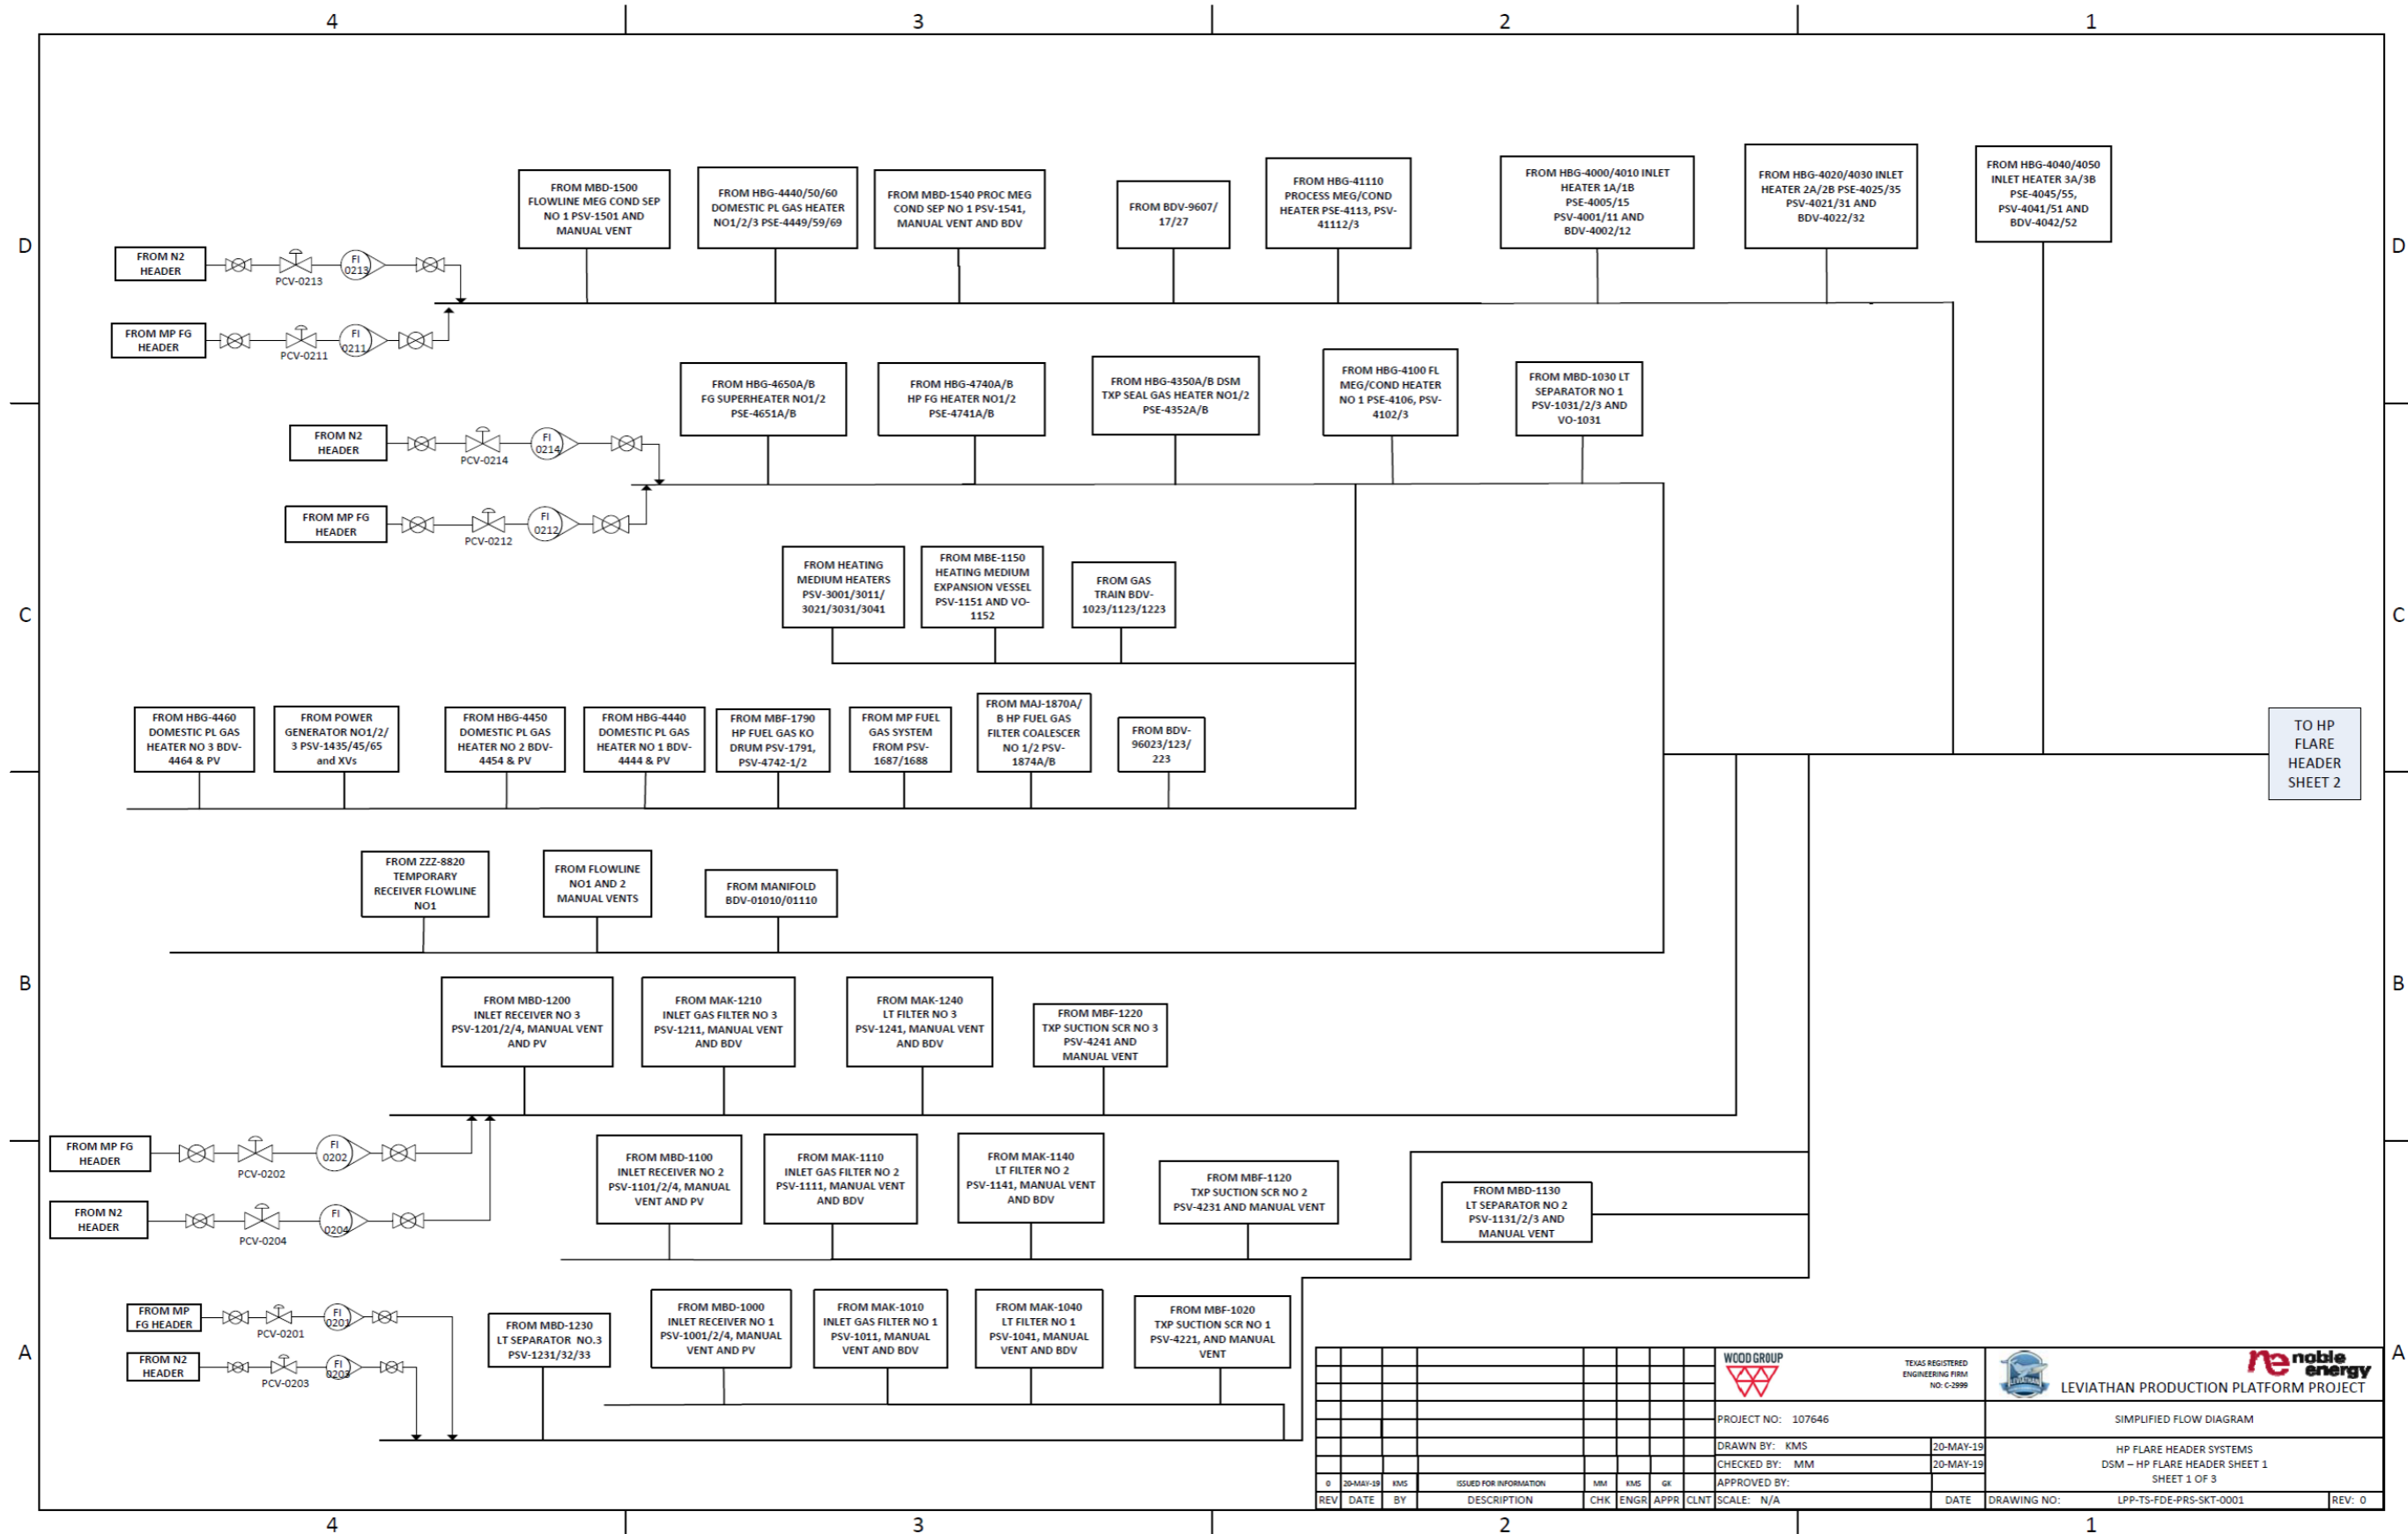 4
3
2
1
D
D
FROM MBD-1500
FLOWLINE MEG COND SEP
NO 1 PSV-1501 AND
MANUAL VENT
FROM HBG-4440/50/60
DOMESTIC PL GAS HEATER
NO1/2/3 PSE-4449/59/69
FROM MBD-1540 PROC MEG
COND SEP NO 1 PSV-1541,
MANUAL VENT AND BDV
FROM BDV-9607/
17/27
FROM HBG-41110
PROCESS MEG/COND
HEATER PSE-4113, PSV-
41112/3
FROM HBG-4000/4010 INLET
HEATER 1A/1B
PSE-4005/15
PSV-4001/11 AND
BDV-4002/12
FROM HBG-4020/4030 INLET
HEATER 2A/2B PSE-4025/35
PSV-4021/31 AND
BDV-4022/32
FROM HBG-4040/4050
INLET HEATER 3A/3B
PSE-4045/55,
PSV-4041/51 AND
BDV-4042/52
FROM N2
HEADER
PCV-0213
FI
0213
FROM MP FG
HEADER
PCV-0211
FI
0211
FROM HBG-4650A/B
FG SUPERHEATER NO1/2
PSE-4651A/B
FROM HBG-4740A/B
HP FG HEATER NO1/2
PSE-4741A/B
FROM HBG-4350A/B DSM
TXP SEAL GAS HEATER NO1/2
PSE-4352A/B
FROM HBG-4100 FL
MEG/COND HEATER
NO 1 PSE-4106, PSV-
4102/3
FROM MBD-1030 LT
SEPARATOR NO 1
PSV-1031/2/3 AND
VO-1031
FROM N2
HEADER
PCV-0214
FI
0214
FROM MP FG
HEADER
PCV-0212
FI
0212
C
C
FROM HEATING
MEDIUM HEATERS
PSV-3001/3011/
3021/3031/3041
FROM MBE-1150
HEATING MEDIUM
EXPANSION VESSEL
PSV-1151 AND VO-
1152
FROM GAS
TRAIN BDV-
1023/1123/1223
FROM HBG-4460
DOMESTIC PL GAS
HEATER NO 3 BDV-
4464 & PV
FROM POWER
GENERATOR NO1/2/
3 PSV-1435/45/65
and XVs
FROM HBG-4450
DOMESTIC PL GAS
HEATER NO 2 BDV-
4454 & PV
FROM HBG-4440
DOMESTIC PL GAS
HEATER NO 1 BDV-
4444 & PV
FROM MBF-1790
HP FUEL GAS KO
DRUM PSV-1791,
PSV-4742-1/2
FROM MP FUEL
GAS SYSTEM
FROM PSV-
1687/1688
FROM MAJ-1870A/
B HP FUEL GAS
FILTER COALESCER
NO 1/2 PSV-
1874A/B
FROM BDV-
96023/123/
223
TO HP
FLARE
HEADER
SHEET 2
FROM ZZZ-8820
TEMPORARY
RECEIVER FLOWLINE
NO1
FROM FLOWLINE
NO1 AND 2
MANUAL VENTS
FROM MANIFOLD
BDV-01010/01110
B
B
FROM MBD-1200
INLET RECEIVER NO 3
PSV-1201/2/4, MANUAL VENT
AND PV
FROM MAK-1210
INLET GAS FILTER NO 3
PSV-1211, MANUAL VENT
AND BDV
FROM MAK-1240
LT FILTER NO 3
PSV-1241, MANUAL VENT
AND BDV
FROM MBF-1220
TXP SUCTION SCR NO 3
PSV-4241 AND
MANUAL VENT
FROM MP FG
HEADER
PCV-0202
FI
0202
FROM N2
HEADER
PCV-0204
FI
0204
FROM MBD-1100
INLET RECEIVER NO 2
PSV-1101/2/4, MANUAL
VENT AND PV
FROM MAK-1110
INLET GAS FILTER NO 2
PSV-1111, MANUAL VENT
AND BDV
FROM MAK-1140
LT FILTER NO 2
PSV-1141, MANUAL VENT
AND BDV
FROM MBF-1120
TXP SUCTION SCR NO 2
PSV-4231 AND MANUAL VENT
FROM MBD-1130
LT SEPARATOR NO 2
PSV-1131/2/3 AND
MANUAL VENT
A
A
FROM MP
FG HEADER
PCV-0201
FI
0201
FROM N2
HEADER
PCV-0203
FI
0203
FROM MBD-1230
LT SEPARATOR NO.3
PSV-1231/32/33
FROM MBD-1000
INLET RECEIVER NO 1
PSV-1001/2/4, MANUAL
VENT AND PV
FROM MAK-1010
INLET GAS FILTER NO 1
PSV-1011, MANUAL
VENT AND BDV
FROM MAK-1040
LT FILTER NO 1
PSV-1041, MANUAL
VENT AND BDV
FROM MBF-1020
TXP SUCTION SCR NO 1
PSV-4221, AND MANUAL
VENT
WOOD GROUP
TEXAS REGISTERED
ENGINEERING FIRM
NO: C-2999
LEVIATHAN
ne noble
energy
LEVIATHAN PRODUCTION PLATFORM PROJECT
PROJECT NO: 107646
SIMPLIFIED FLOW DIAGRAM
DRAWN BY: KMS 20-MAY-19
CHECKED BY: MM 20-MAY-19
HP FLARE HEADER SYSTEMS
DSM – HP FLARE HEADER SHEET 1
SHEET 1 OF 3
0 20-MAY-19 KMS ISSUED FOR INFORMATION MM KMS GK
APPROVED BY:
REV DATE BY DESCRIPTION CHK ENGR APPR CLNT
SCALE: N/A DATE
DRAWING NO: LPP-TS-FDE-PRS-SKT-0001 REV: 0
4
3
2
1